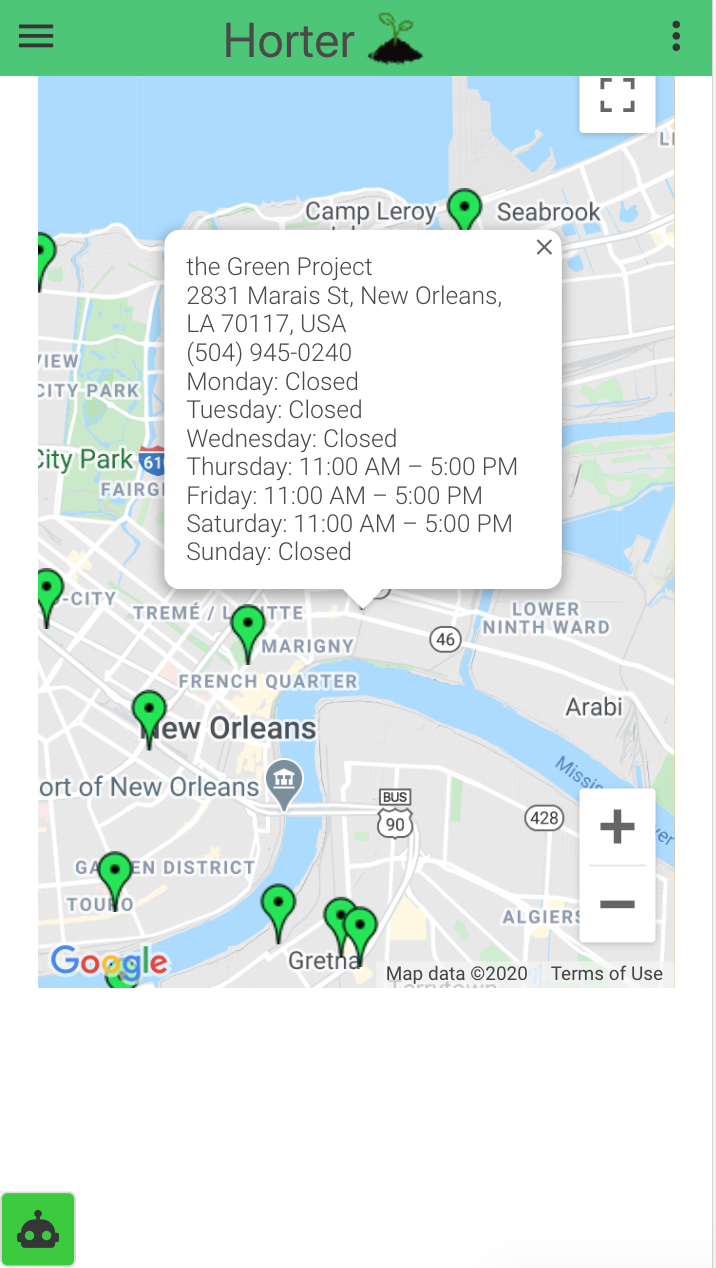 Horter
Camp Leroy
Seabrook
the Green Project
2831 Marais St, New Orleans,
LA 70117, USA
(504) 945-0240
Monday: Closed
Tuesday: Closed
Wednesday: Closed
Thursday: 11:00 AM – 5:00 PM
Friday: 11:00 AM – 5:00 PM
Saturday: 11:00 AM – 5:00 PM
Sunday: Closed
VIEW
CITY PARK
City Park
610
FAIRG
-CITY
TREMÉ / L
TTE
LOWER
NINTH WARD
46
MARIGNY
FRENCH QUARTER
New Orleans
Arabi
ort of New Orleans
Missi
er
BUS
90
428
GA
EN DISTRICT
TOURO
ALGIERS
Google
Gretna
Map data ©2020
Terms of Use
Terrytown